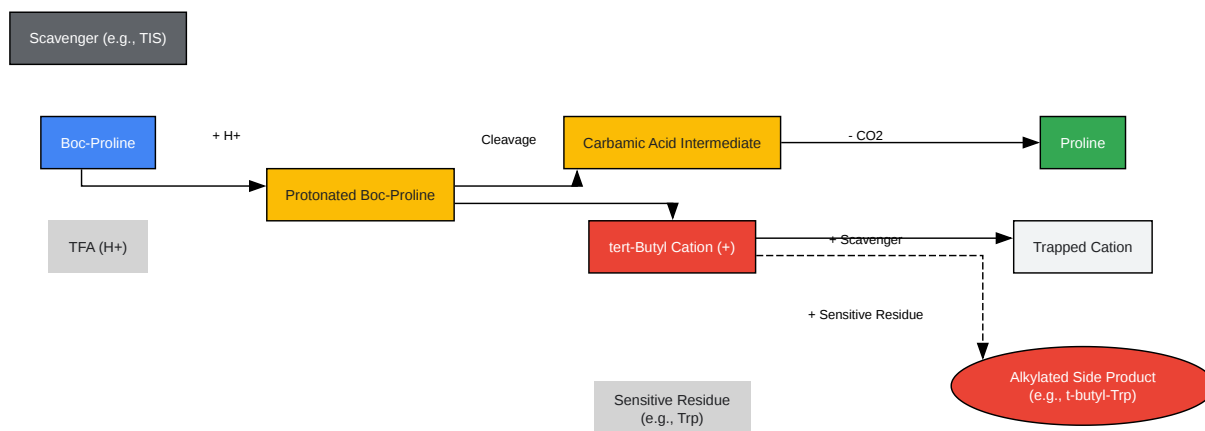 Scavenger (e.g., TIS)
Boc-Proline
+ H+
Cleavage
Carbamic Acid Intermediate
- CO2
Proline
Protonated Boc-Proline
TFA (H+)
tert-Butyl Cation (+)
+ Scavenger
Trapped Cation
+ Sensitive Residue
Alkylated Side Product
(e.g., t-butyl-Trp)
Sensitive Residue
(e.g., Trp)